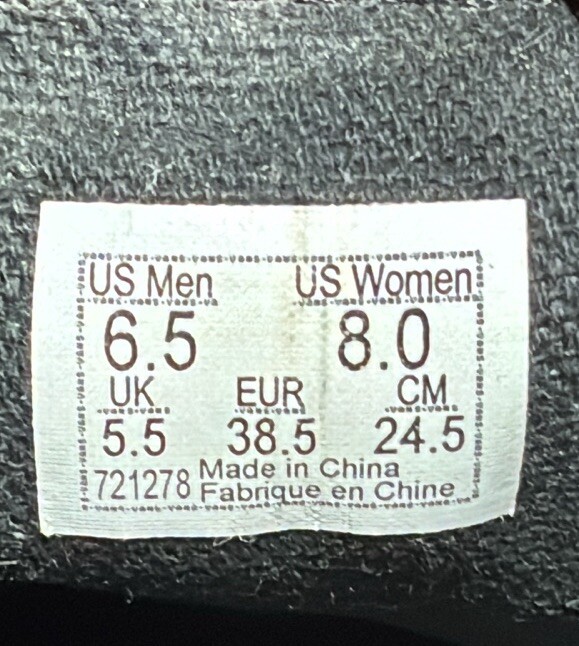 US Men US Women
6.5 8.0
UK EUR CM
5.5 38.5 24.5
721278 Made in China
Fabrique en Chine